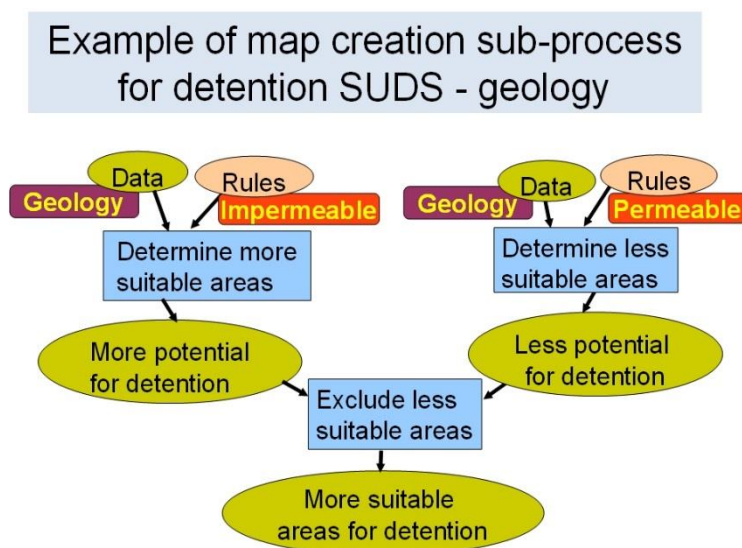 Example of map creation sub-process
for detention SUDS - geology
Data
Rules
Geology
Impermeable
Determine more
suitable areas
More potential
for detention
Data
Rules
Geology
Permeable
Determine less
suitable areas
Less potential
for detention
Exclude less
suitable areas
More suitable
areas for detention